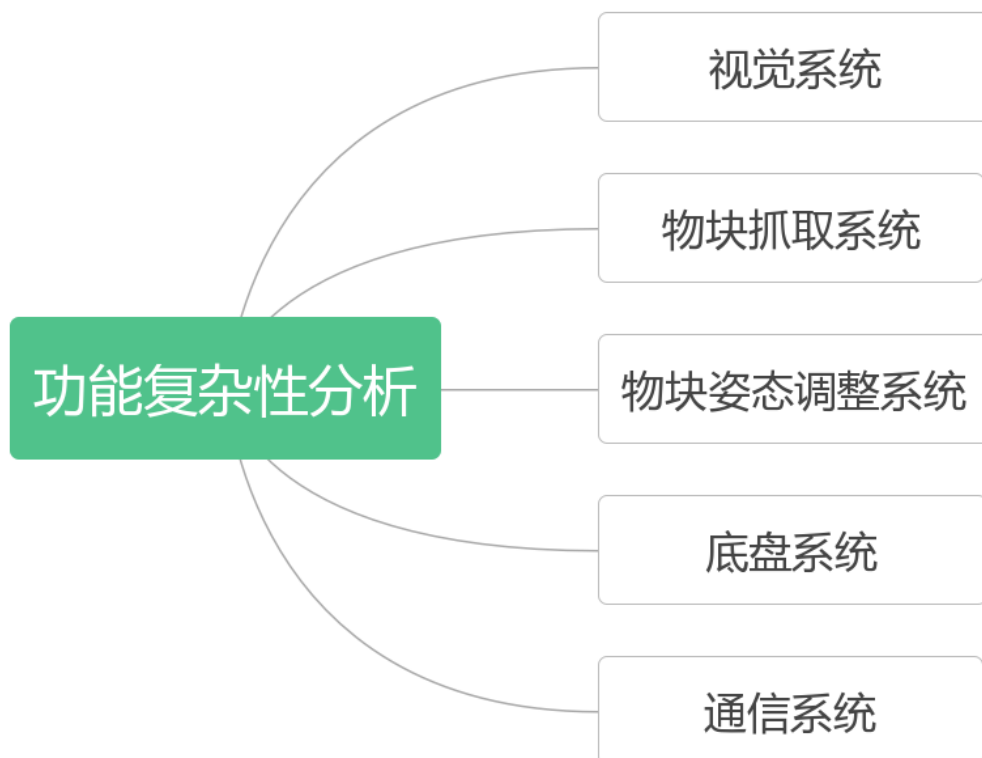 视觉系统
物块抓取系统
功能复杂性分析
物块姿态调整系统
底盘系统
通信系统